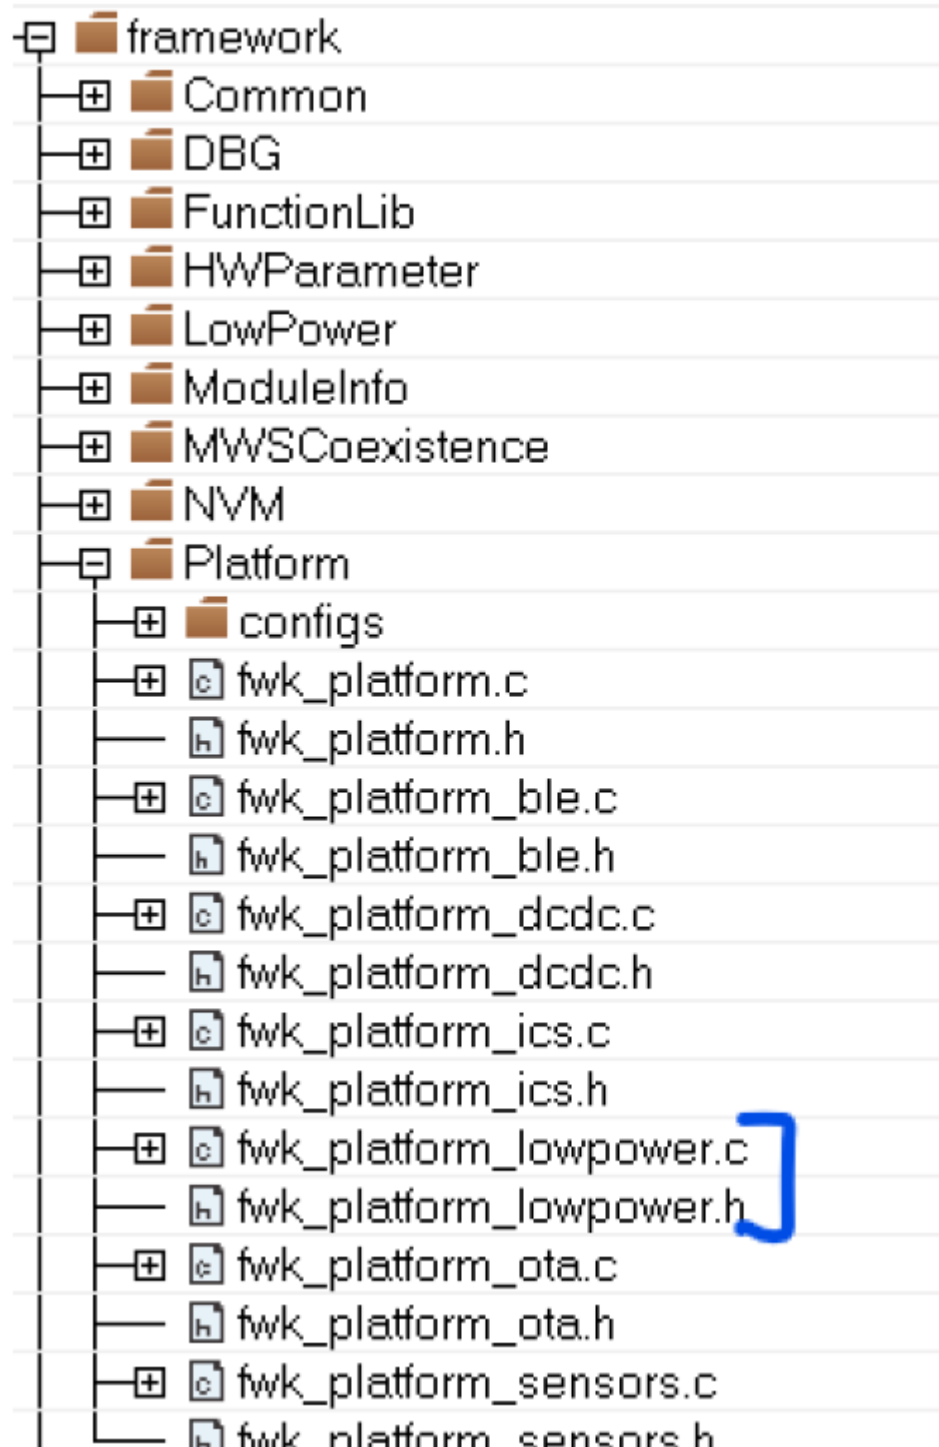 framework
Common
DBG
FunctionLib
HWParameter
LowPower
ModuleInfo
MWSCoexistence
NVM
Platform
configs
fwk_platform.c
fwk_platform.h
fwk_platform_ble.c
fwk_platform_ble.h
fwk_platform_dcdc.c
fwk_platform_dcdc.h
fwk_platform_ics.c
fwk_platform_ics.h
fwk_platform_lowpower.c
fwk_platform_lowpower.h
fwk_platform_ota.c
fwk_platform_ota.h
fwk_platform_sensors.c
fwk_platform_sensors.h